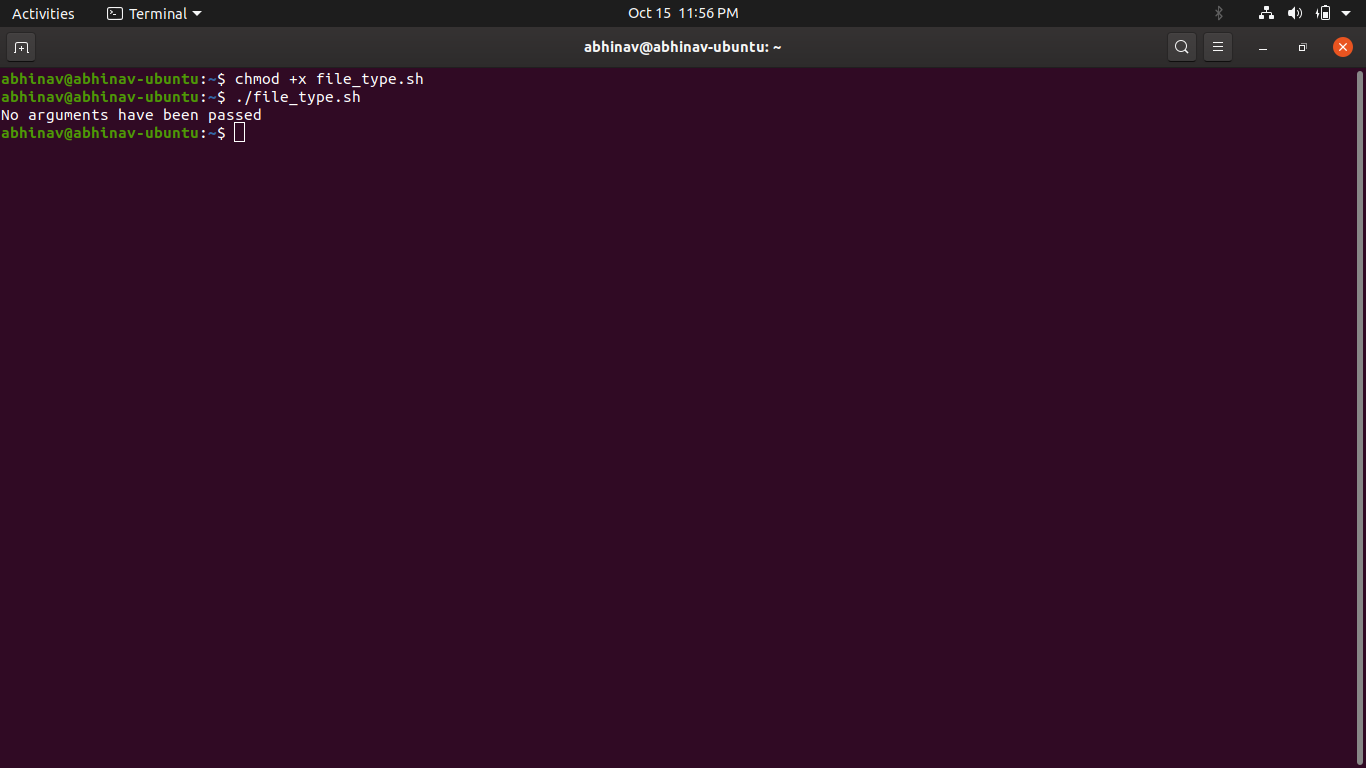 Activities Terminal Oct 15 11:56 PM
abhinav@abhinav-ubuntu: ~
abhinav@abhinav-ubuntu:~$ chmod +x file_type.sh
abhinav@abhinav-ubuntu:~$ ./file_type.sh
No arguments have been passed
abhinav@abhinav-ubuntu:~$